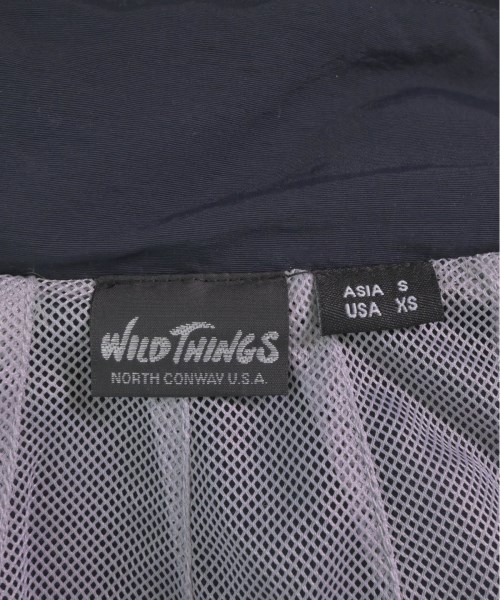 WILD THINGS
NORTH CONWAY U.S.A.
ASIA S
USA XS